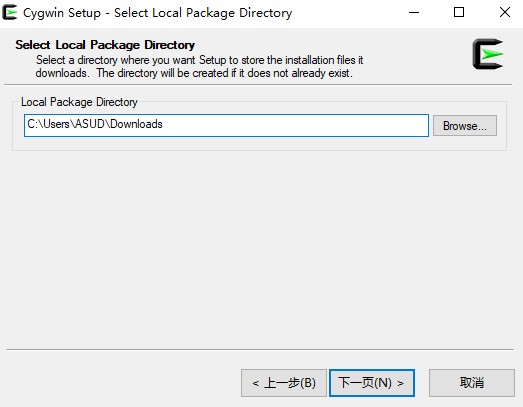 Cygwin Setup - Select Local Package Directory
Select Local Package Directory
Select a directory where you want Setup to store the installation files it
downloads. The directory will be created if it does not already exist.
Local Package Directory
C:\Users\ASUD\Downloads
Browse...
< 上一步(B)
下一页(N) >
取消